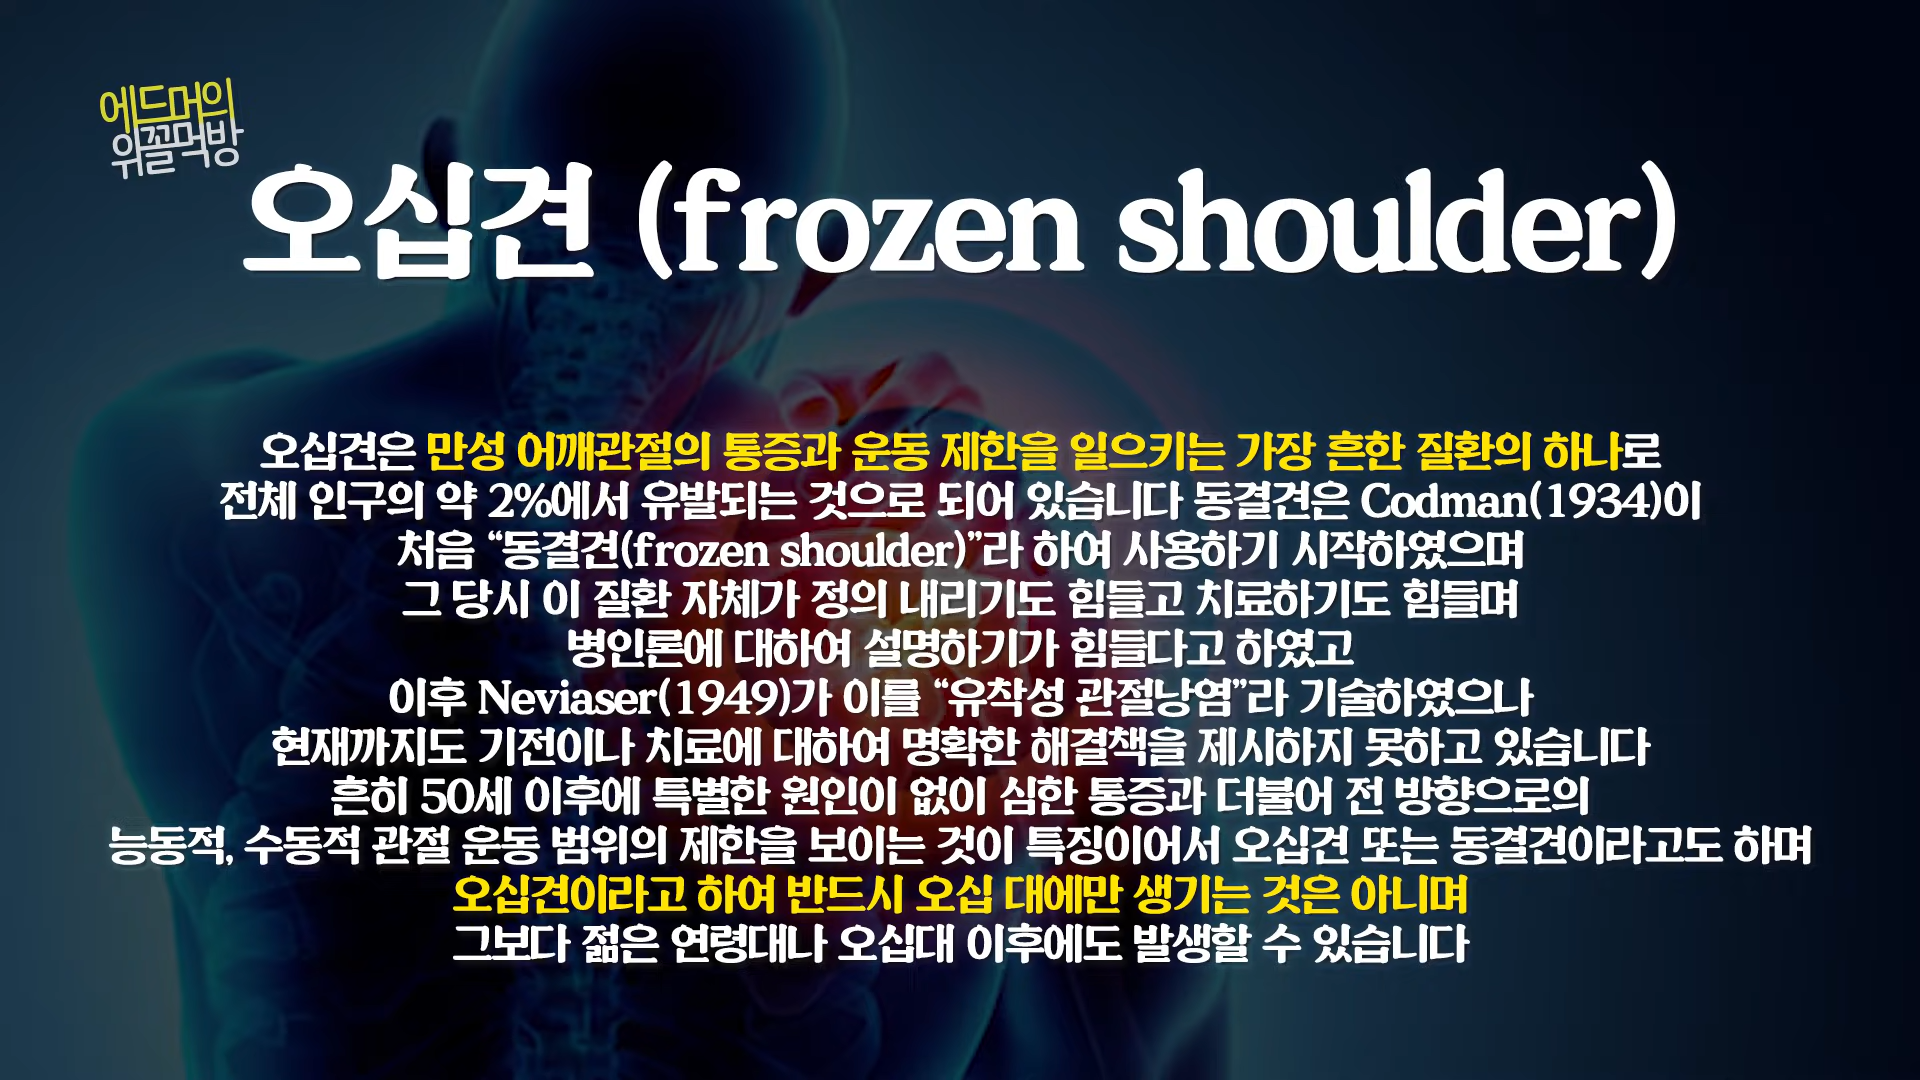 에드머의
위꼴먹방
오십견 (frozen shoulder)
오십견은 만성 어깨관절의 통증과 운동 제한을 일으키는 가장 흔한 질환의 하나로
전체 인구의 약 2%에서 유발되는 것으로 되어 있습니다 동결견은 Codman(1934)이
처음 “동결견(frozen shoulder)”라 하여 사용하기 시작하였으며
그 당시 이 질환 자체가 정의 내리기도 힘들고 치료하기도 힘들며
병인론에 대하여 설명하기가 힘들다고 하였고
이후 Neviaser(1949)가 이를 “유착성 관절낭염”라 기술하였으나
현재까지도 기전이나 치료에 대하여 명확한 해결책을 제시하지 못하고 있습니다
흔히 50세 이후에 특별한 원인이 없이 심한 통증과 더불어 전 방향으로의
능동적, 수동적 관절 운동 범위의 제한을 보이는 것이 특징이어서 오십견 또는 동결견이라고도 하며
오십견이라고 하여 반드시 오십 대에만 생기는 것은 아니며
그보다 젊은 연령대나 오십대 이후에도 발생할 수 있습니다